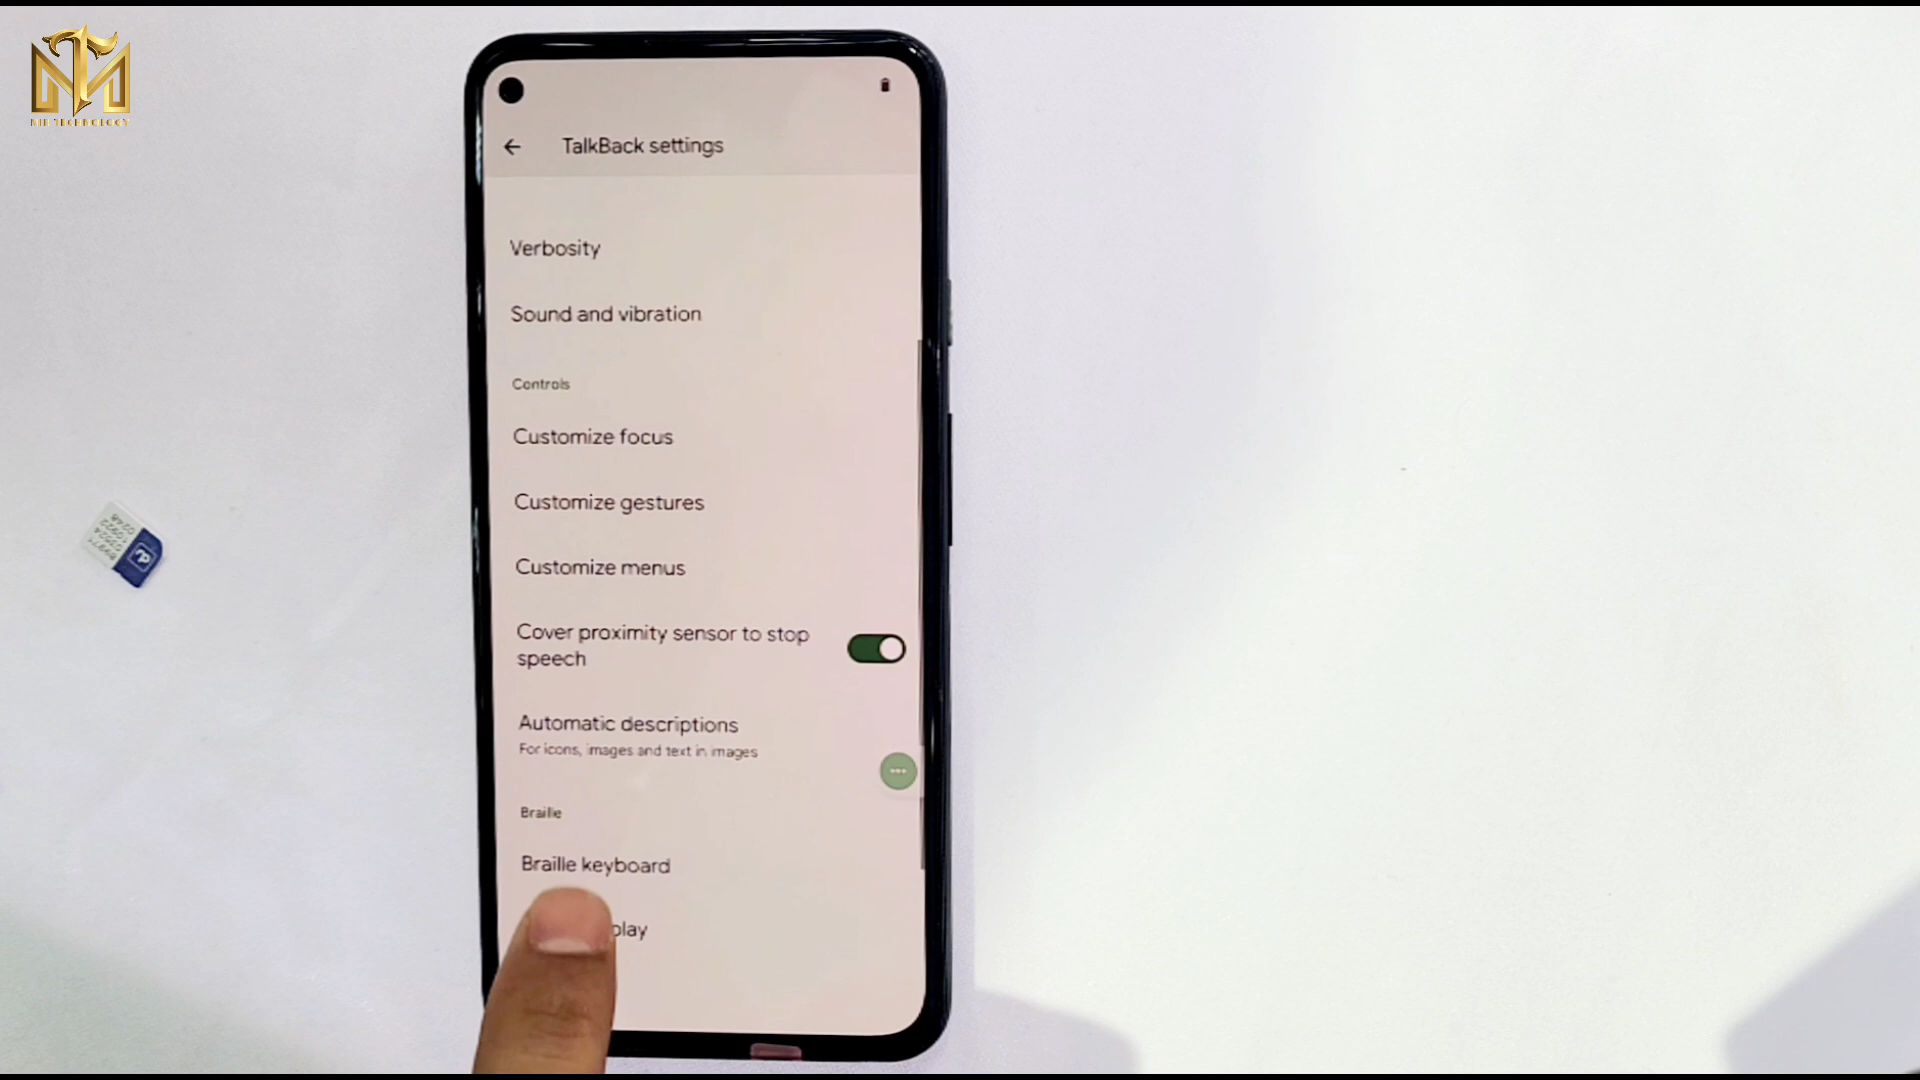 MT
TalkBack settings
Verbosity
Sound and vibration
Controls
Customize focus
Customize gestures
Customize menus
Cover proximity sensor to stop
speech
Automatic descriptions
For icons, images and text in images
Braille
Braille keyboard
play